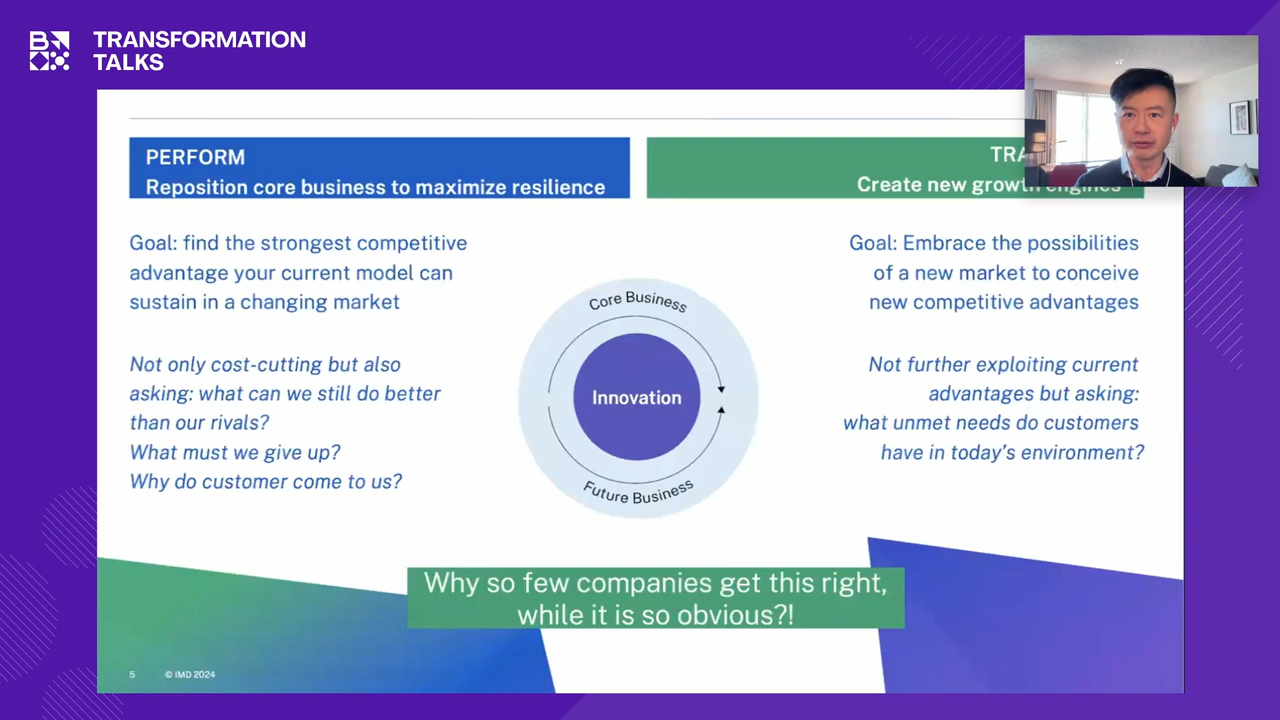 TRANSFORMATION
TALKS
PERFORM
Reposition core business to maximize resilience
TRA
Create new growth engines
Goal: find the strongest competitive
advantage your current model can
sustain in a changing market
Not only cost-cutting but also
asking: what can we still do better
than our rivals?
What must we give up?
Why do customer come to us?
Core Business
Innovation
Future Business
Goal: Embrace the possibilities
of a new market to conceive
new competitive advantages
Not further exploiting current
advantages but asking:
what unmet needs do customers
have in today's environment?
Why so few companies get this right,
while it is so obvious?!
5 © IMD 2024